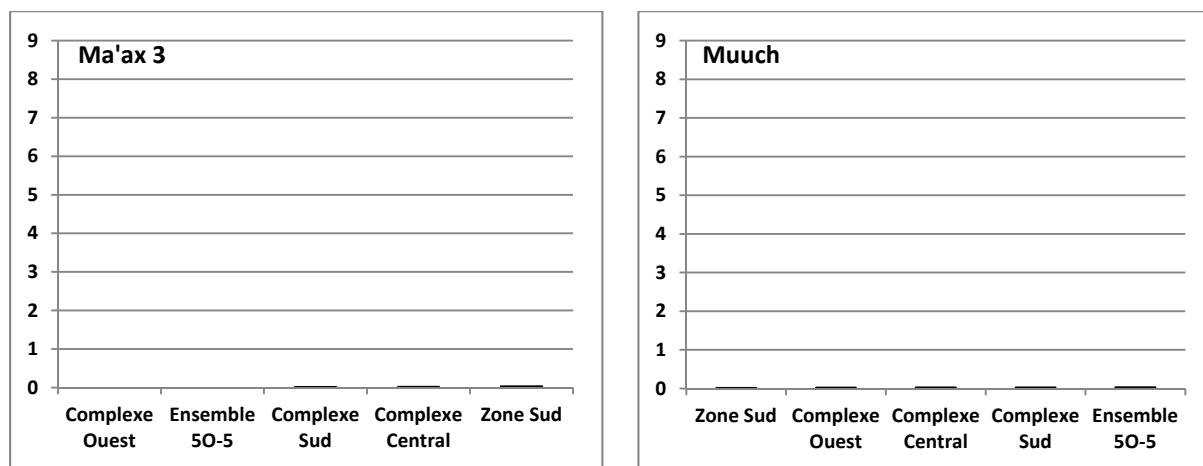 Ma'ax 3
9
8
7
6
5
4
3
2
1
0
Complexe
Ouest
Ensemble
5O-5
Complexe
Sud
Complexe
Central
Zone Sud
Muuch
9
8
7
6
5
4
3
2
1
0
Zone Sud
Complexe
Ouest
Complexe
Central
Complexe
Sud
Ensemble
5O-5